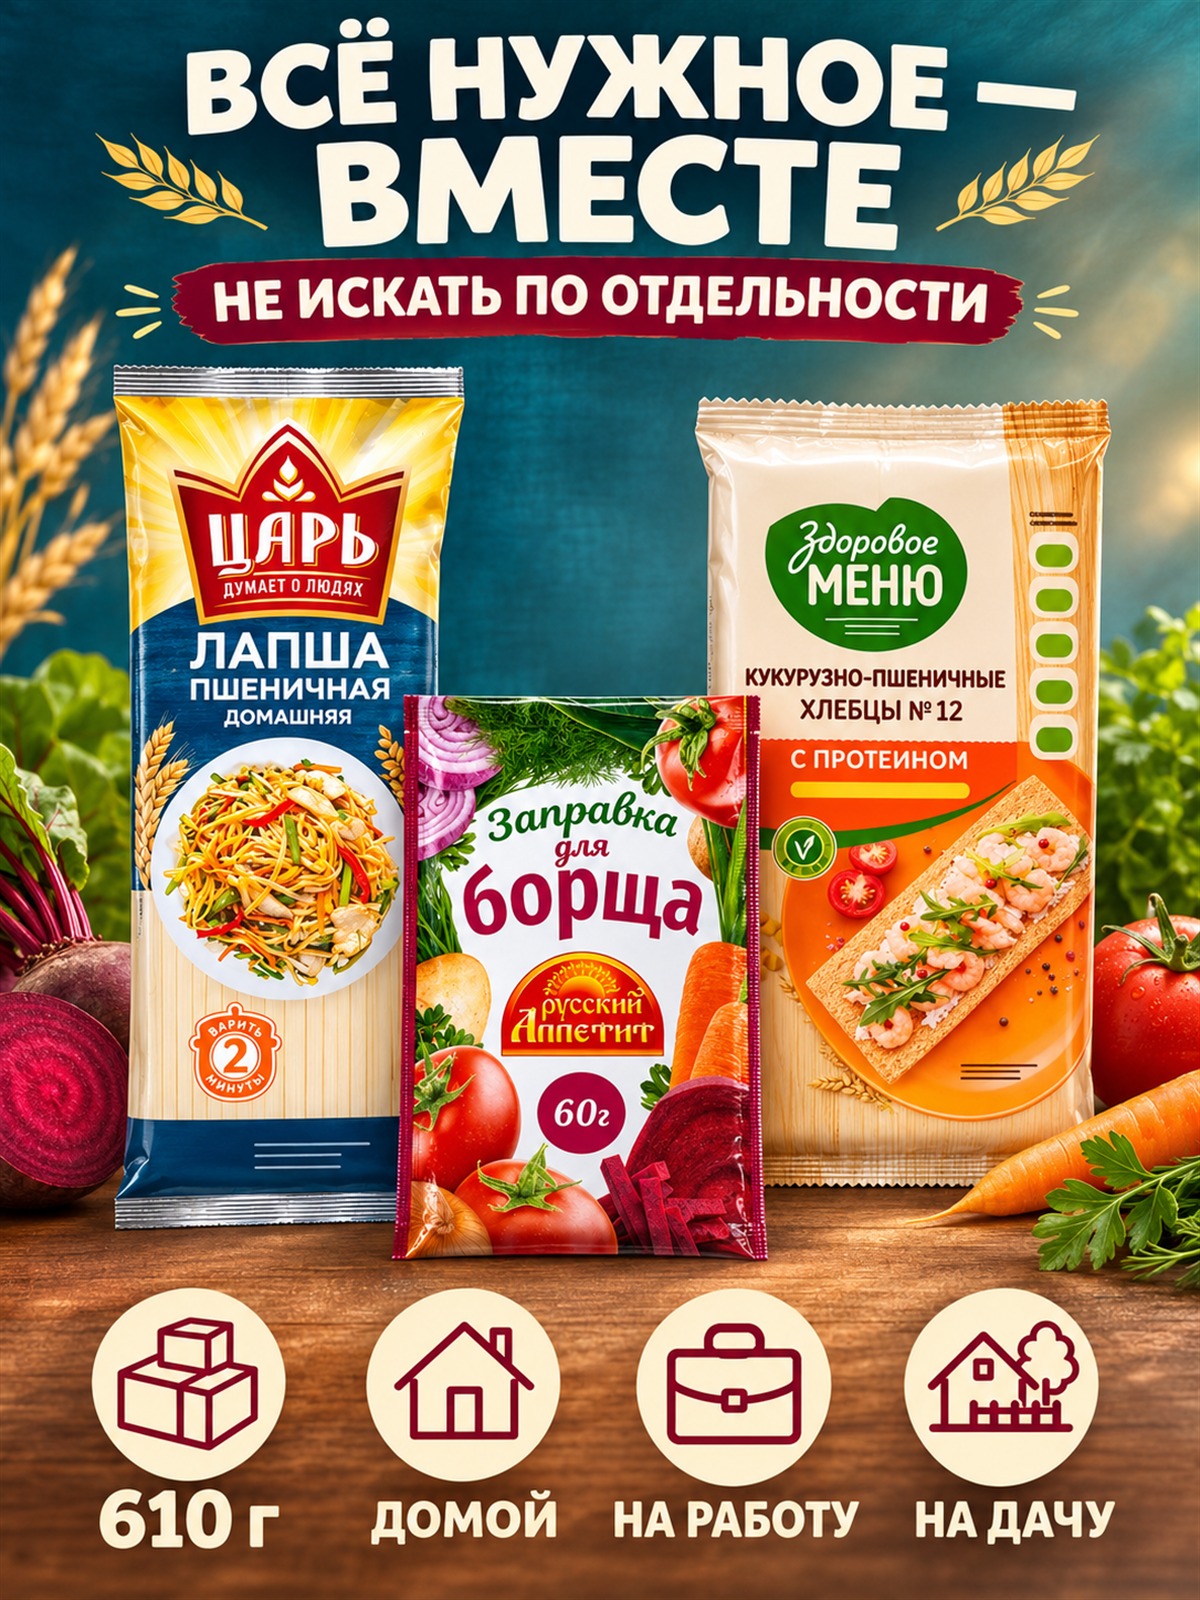 ВСЁ НУЖНОЕ —
ВМЕСТЕ
НЕ ИСКАТЬ ПО ОТДЕЛЬНОСТИ
ЦАРЬ
ДУМАЕТ О ЛЮДЯХ
ЛАПША
ПШЕНИЧНАЯ
ДОМАШНЯЯ
ВАРИТЬ
2
МИНУТЫ
Заправка
для
борща
русский
Аппетит
60г
Здоровое
МЕНЮ
КУКУРУЗНО-ПШЕНИЧНЫЕ
ХЛЕБЦЫ № 12
С ПРОТЕИНОМ
V
610 г
ДОМОЙ
НА РАБОТУ
НА ДАЧУ